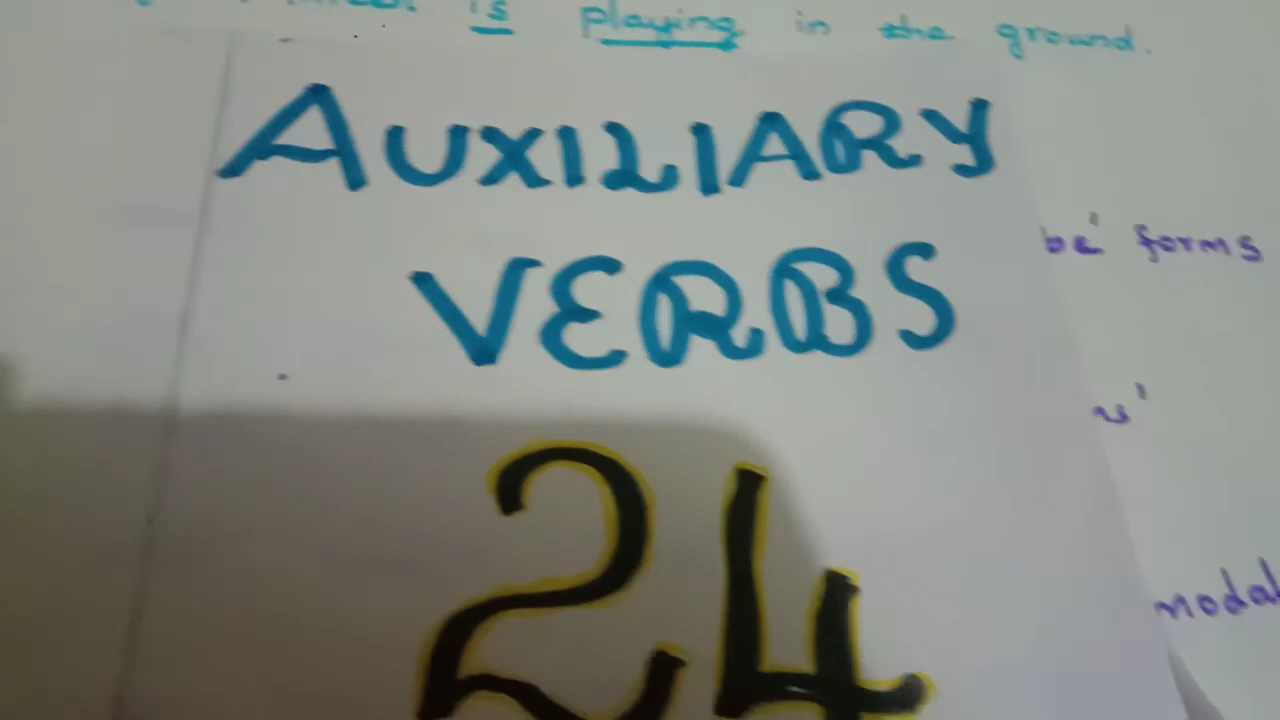 is playing in the ground.
AUXILIARY
VERBS
be' forms
24
modal